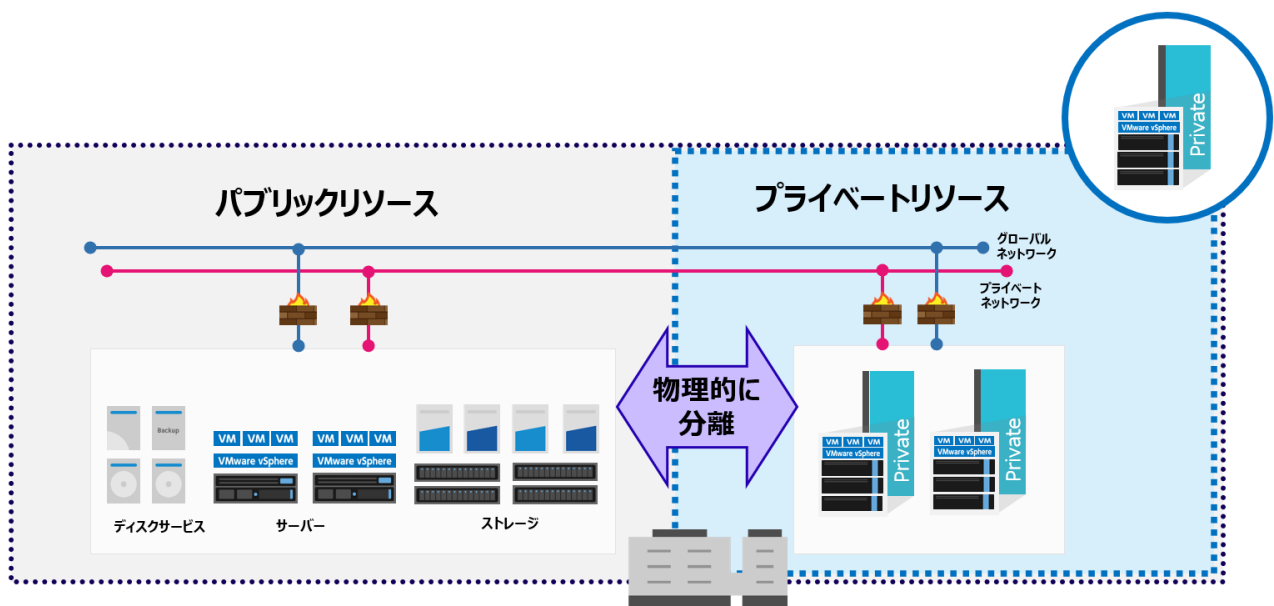 VM VM VM
VMware vSphere
Private
パブリックリソース
プライベートリソース
グローバル
ネットワーク
プライベート
ネットワーク
物理的に
分離
Backup
ディスクサービス
VM VM VM
VMware vSphere
VM VM VM
VMware vSphere
サーバー
ストレージ
VM VM VM
VMware vSphere
Private
VM VM VM
VMware vSphere
Private